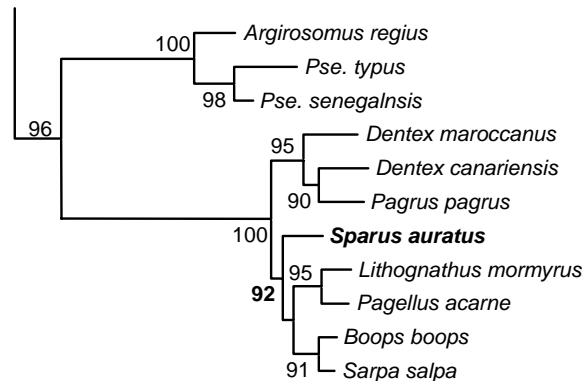 Argirosomus regius
100
Pse. typus
98
Pse. senegalnsis
96
95
Dentex maroccanus
Dentex canariensis
90
Pagrus pagrus
100
Sparus auratus
92
95
Lithognathus mormyrus
Pagellus acarne
Boops boops
91
Sarpa salpa